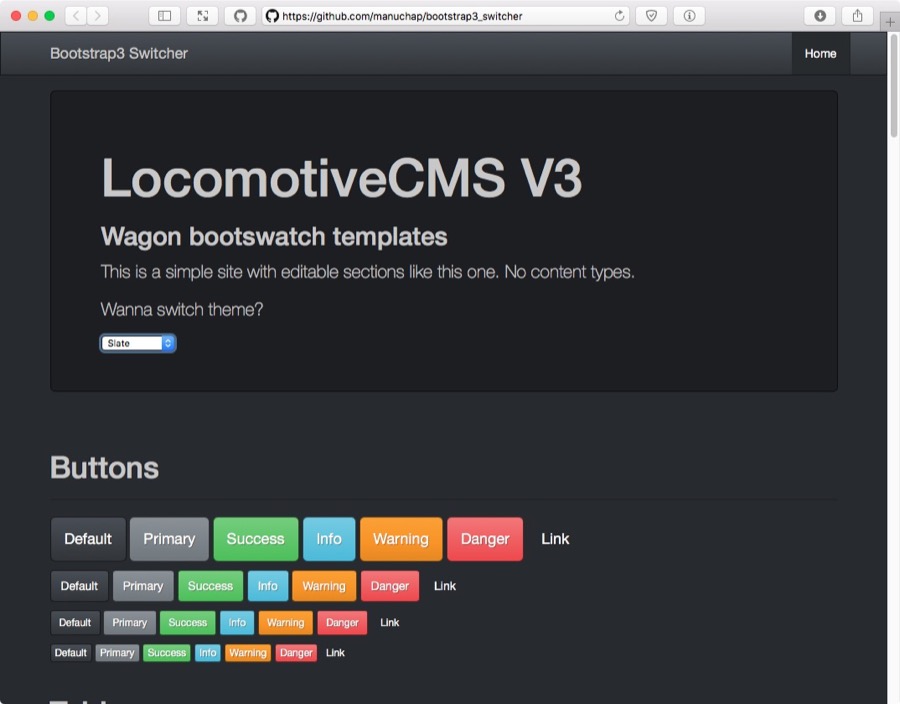 https://github.com/manuchap/bootstrap3_switcher
Bootstrap3 Switcher Home
LocomotiveCMS V3
Wagon bootswatch templates
This is a simple site with editable sections like this one. No content types.
Wanna switch theme?
Slate
Buttons
Default Primary Success Info Warning Danger Link
Default Primary Success Info Warning Danger Link
Default Primary Success Info Warning Danger Link
Default Primary Success Info Warning Danger Link